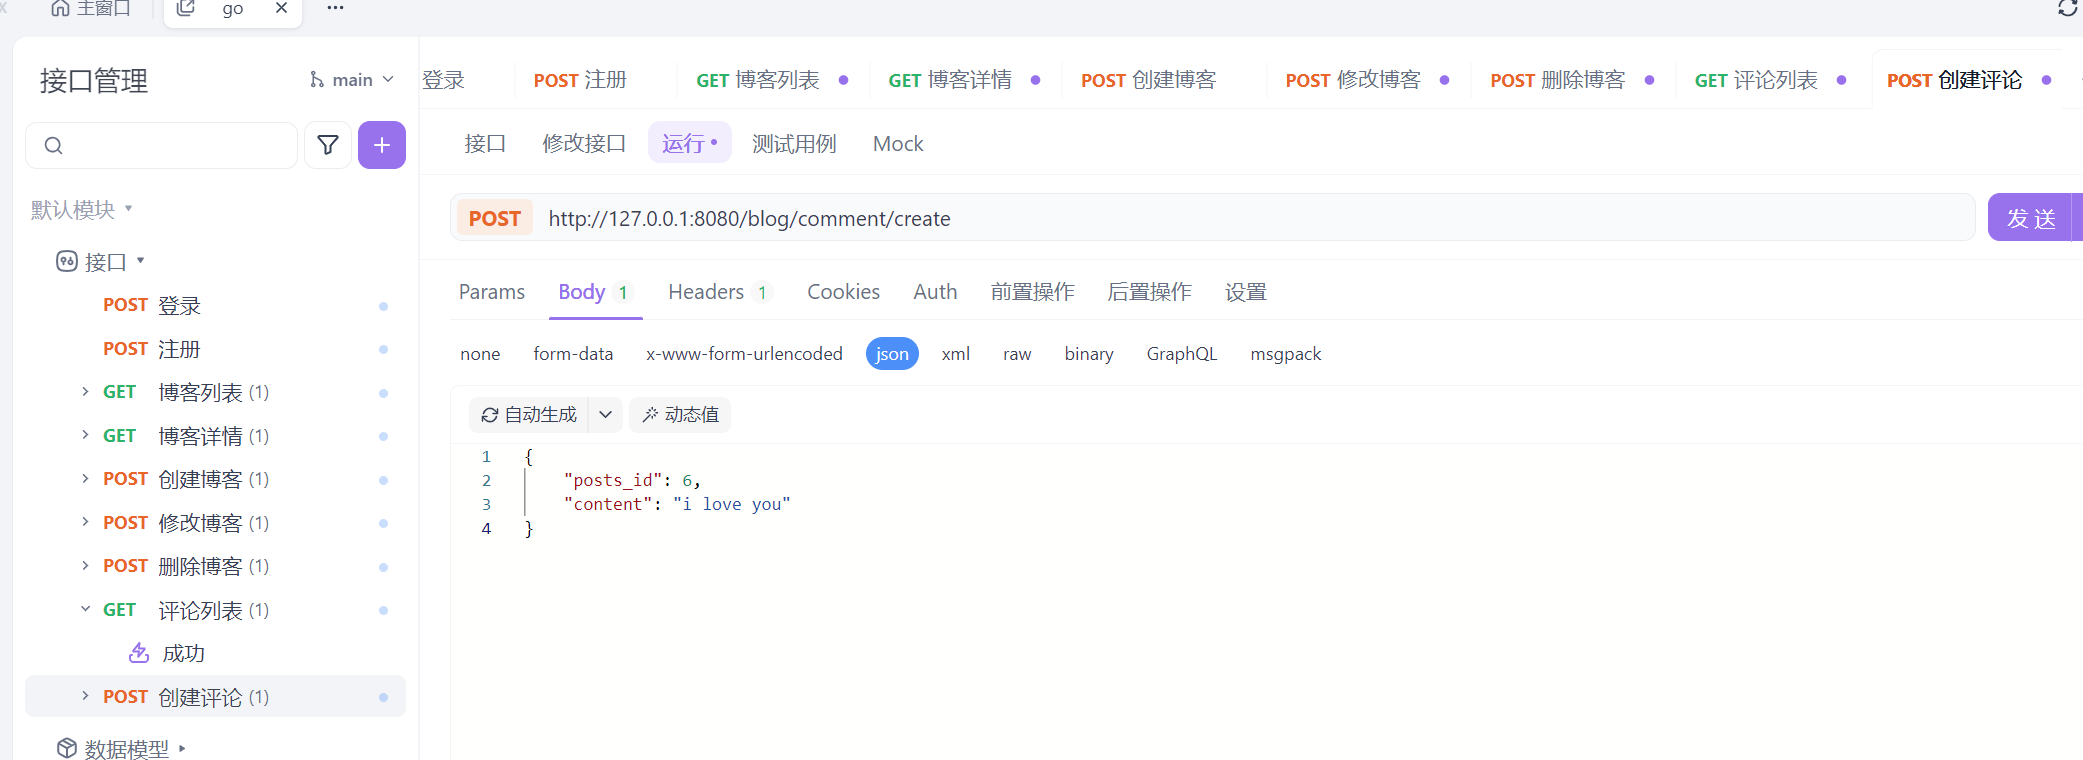 主窗口
go
接口管理
main
默认模块
接口
POST 登录
POST 注册
GET 博客列表 (1)
GET 博客详情 (1)
POST 创建博客 (1)
POST 修改博客 (1)
POST 删除博客 (1)
GET 评论列表 (1)
成功
POST 创建评论 (1)
数据模型
登录 POST 注册 GET 博客列表 GET 博客详情 POST 创建博客 POST 修改博客 POST 删除博客 GET 评论列表 POST 创建评论
接口 修改接口 运行 测试用例 Mock
POST http://127.0.0.1:8080/blog/comment/create 发 送
Params Body 1 Headers 1 Cookies Auth 前置操作 后置操作 设置
none form-data x-www-form-urlencoded json xml raw binary GraphQL msgpack
自动生成 动态值
1 {
2 "posts_id": 6,
3 "content": "i love you"
4 }